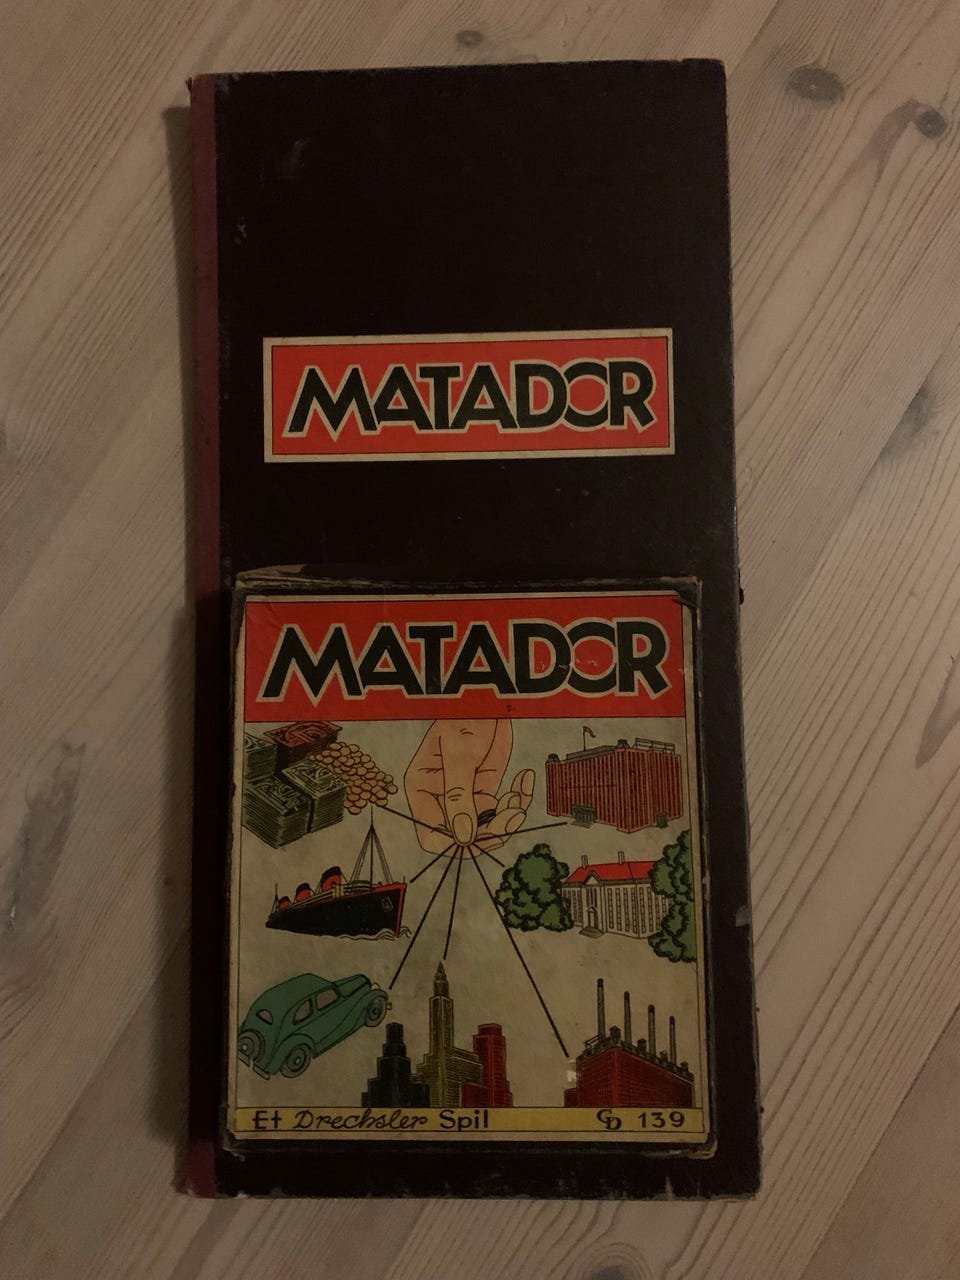 MATADOR
MATADOR
Et Drechsler Spil CD 139